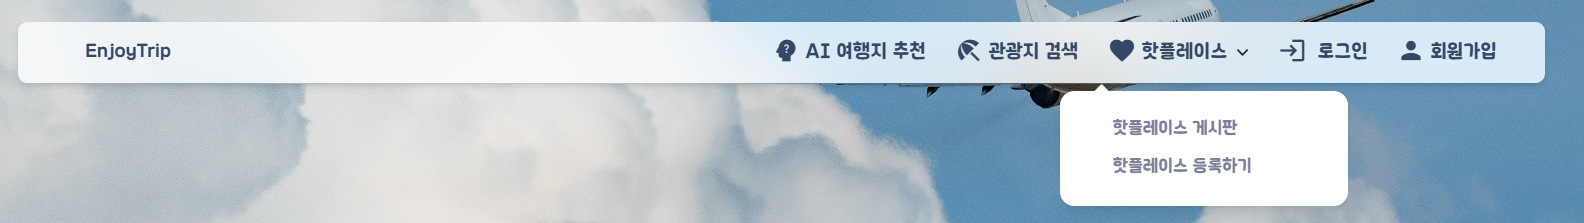 EnjoyTrip
AI 여행지 추천
관광지 검색
핫플레이스
로그인
회원가입
핫플레이스 게시판
핫플레이스 등록하기